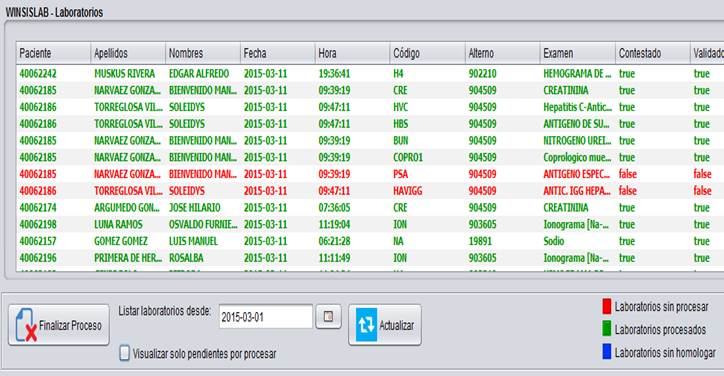 WINSISLAB - Laboratorios
Paciente Apellidos Nombres Fecha Hora Código Alterno Examen Contestado Validado
40062242 MUSKUS RIVERA EDGAR ALFREDO 2015-03-11 19:36:41 H4 902210 HEMOGRAMA DE ... true true
40062185 NARVAEZ GONZA... BIENVENIDO MAN... 2015-03-11 09:39:19 CRE 904509 CREATININA true true
40062186 TORREGLOSA VIL... SOLEIDYS 2015-03-11 09:47:11 HVC 904509 Hepatitis C-Antic... true true
40062186 TORREGLOSA VIL... SOLEIDYS 2015-03-11 09:47:11 HBS 904509 ANTIGENO DE SU... true true
40062185 NARVAEZ GONZA... BIENVENIDO MAN... 2015-03-11 09:39:19 BUN 904509 NITROGENO UREI... true true
40062185 NARVAEZ GONZA... BIENVENIDO MAN... 2015-03-11 09:39:19 COPRO1 904509 Coprologico mue... true true
40062185 NARVAEZ GONZA... BIENVENIDO MAN... 2015-03-11 09:39:19 PSA 904509 ANTIGENO ESPEC... false false
40062186 TORREGLOSA VIL... SOLEIDYS 2015-03-11 09:47:11 HAVIGG 904509 ANTIC. IGG HEPA... false false
40062174 ARGUMEDO GON... JOSE HILARIO 2015-03-11 07:36:05 CRE 904509 CREATININA true true
40062198 LUNA RAMOS OSVALDO FURNIE... 2015-03-11 11:19:04 ION 903605 Ionograma [Na-... true true
40062157 GOMEZ GOMEZ LUIS MANUEL 2015-03-11 06:21:28 NA 19891 Sodio true true
40062196 PRIMERA DE HER... ROSALBA 2015-03-11 11:11:49 ION 903605 Ionograma [Na-... true true
Finalizar Proceso
Listar laboratorios desde: 2015-03-01
Actualizar
Visualizar solo pendientes por procesar
Laboratorios sin procesar
Laboratorios procesados
Laboratorios sin homologar